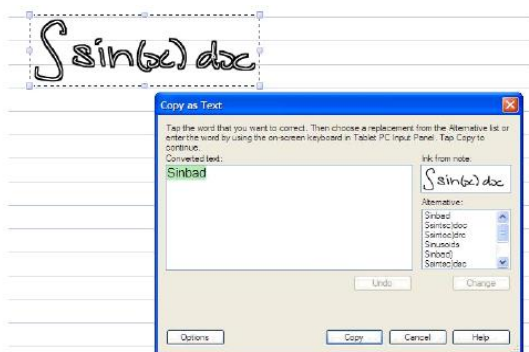 ∫ sin(x) dx
Copy as Text
Tap the word that you want to correct. Then choose a replacement from the Alternative list or
enter the word by using the on-screen keyboard in Tablet PC Input Panel. Tap Copy to
continue.
Converted text:
Ink from note:
Sinbad
∫ sin(x) dx
Alternative:
Sinbad
Ssintsc)doc
Sinusoids
Sinbad)
Undo
Change
Options
Copy
Cancel
Help